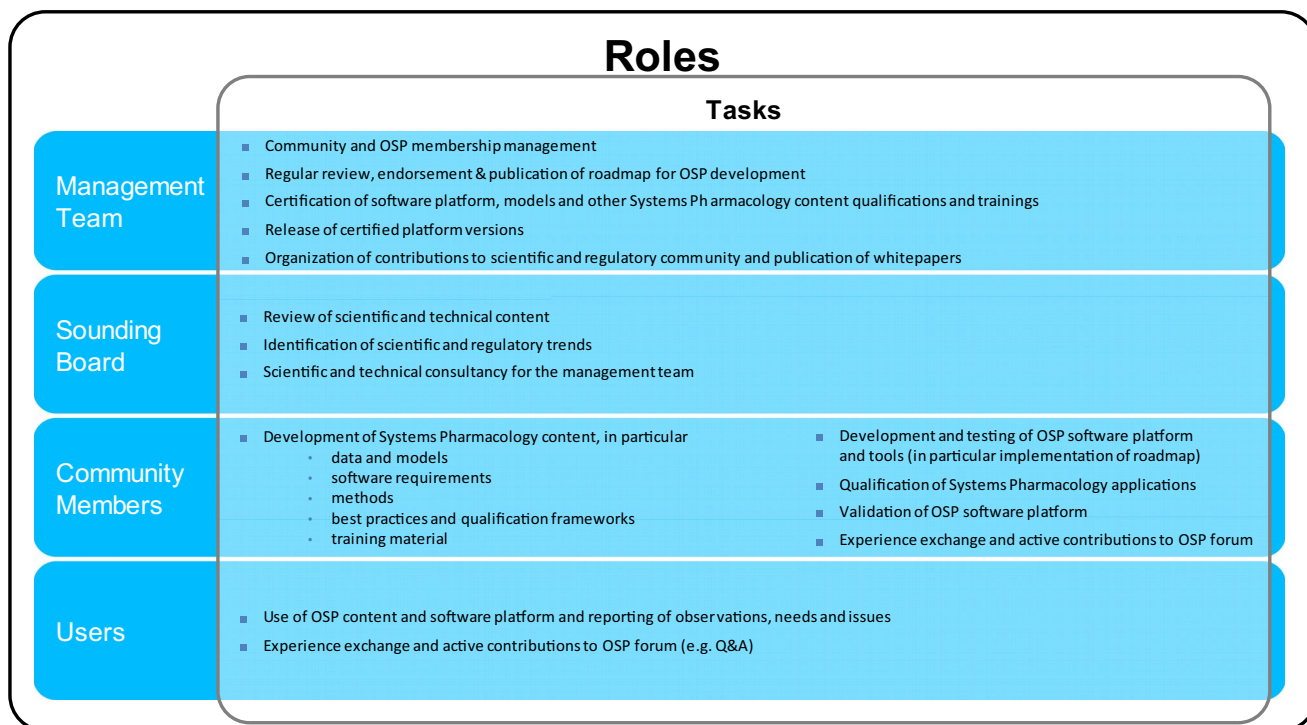 Roles
Tasks
Management
Team
Community and OSP membership management
Regular review, endorsement & publication of roadmap for OSP development
Certification of software platform, models and other Systems Pharmacology content qualifications and trainings
Release of certified platform versions
Organization of contributions to scientific and regulatory community and publication of whitepapers
Sounding
Board
Review of scientific and technical content
Identification of scientific and regulatory trends
Scientific and technical consultancy for the management team
Community
Members
Development of Systems Pharmacology content, in particular
data and models
software requirements
methods
best practices and qualification frameworks
training material
Development and testing of OSP software platform
and tools (in particular implementation of roadmap)
Qualification of Systems Pharmacology applications
Validation of OSP software platform
Experience exchange and active contributions to OSP forum
Users
Use of OSP content and software platform and reporting of observations, needs and issues
Experience exchange and active contributions to OSP forum (e.g. Q&A)